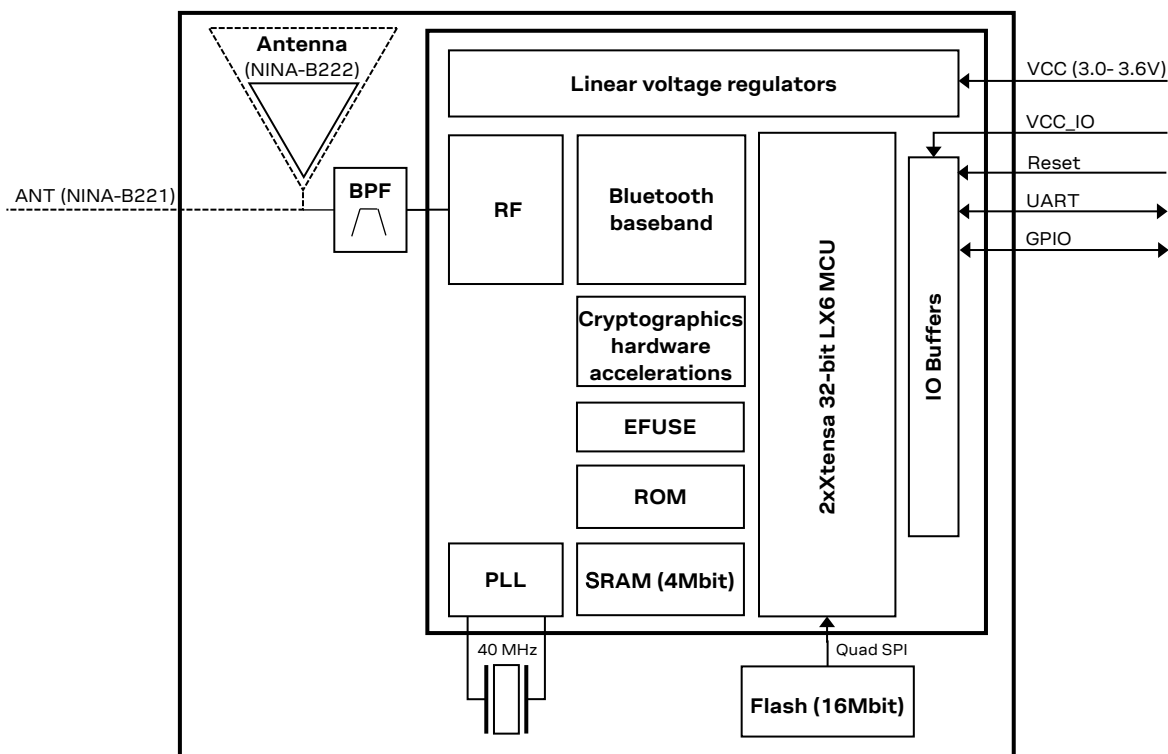 Antenna
(NINA-B222)
Linear voltage regulators
VCC (3.0- 3.6V)
VCC_IO
Reset
UART
GPIO
ANT (NINA-B221)
BPF
RF
Bluetooth
baseband
Cryptographics
hardware
accelerations
EFUSE
ROM
PLL
SRAM (4Mbit)
2xXtensa 32-bit LX6 MCU
IO Buffers
40 MHz
Quad SPI
Flash (16Mbit)